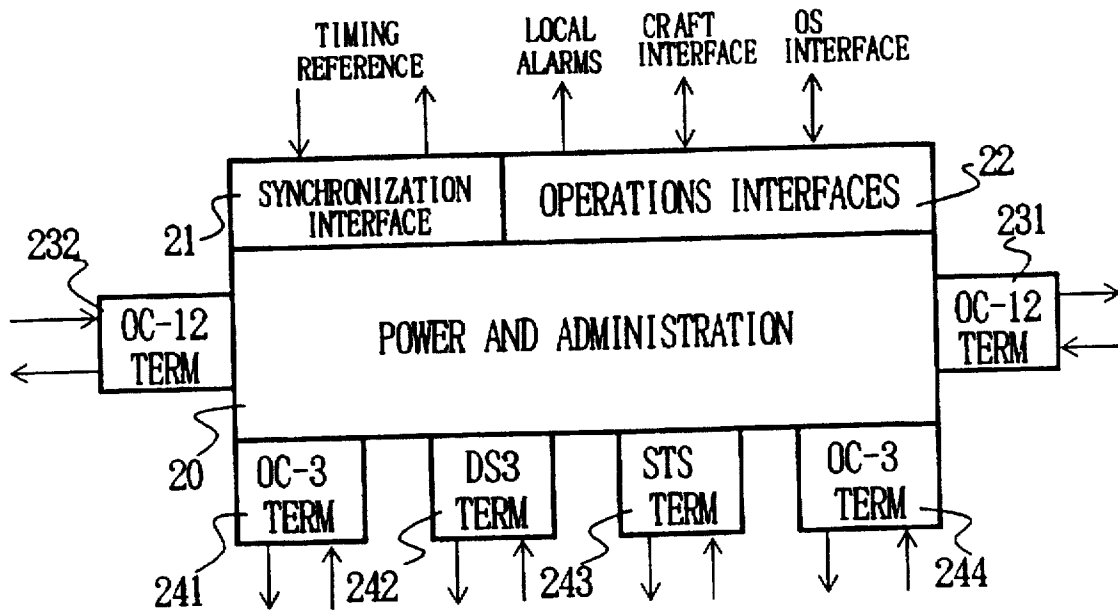 TIMING
REFERENCE
LOCAL
ALARMS
CRAFT
INTERFACE
OS
INTERFACE
SYNCHRONIZATION
INTERFACE
OPERATIONS INTERFACES
22
21
232
231
OC-12
TERM
POWER AND ADMINISTRATION
OC-12
TERM
20
OC-3
TERM
DS3
TERM
STS
TERM
OC-3
TERM
241
242
243
244